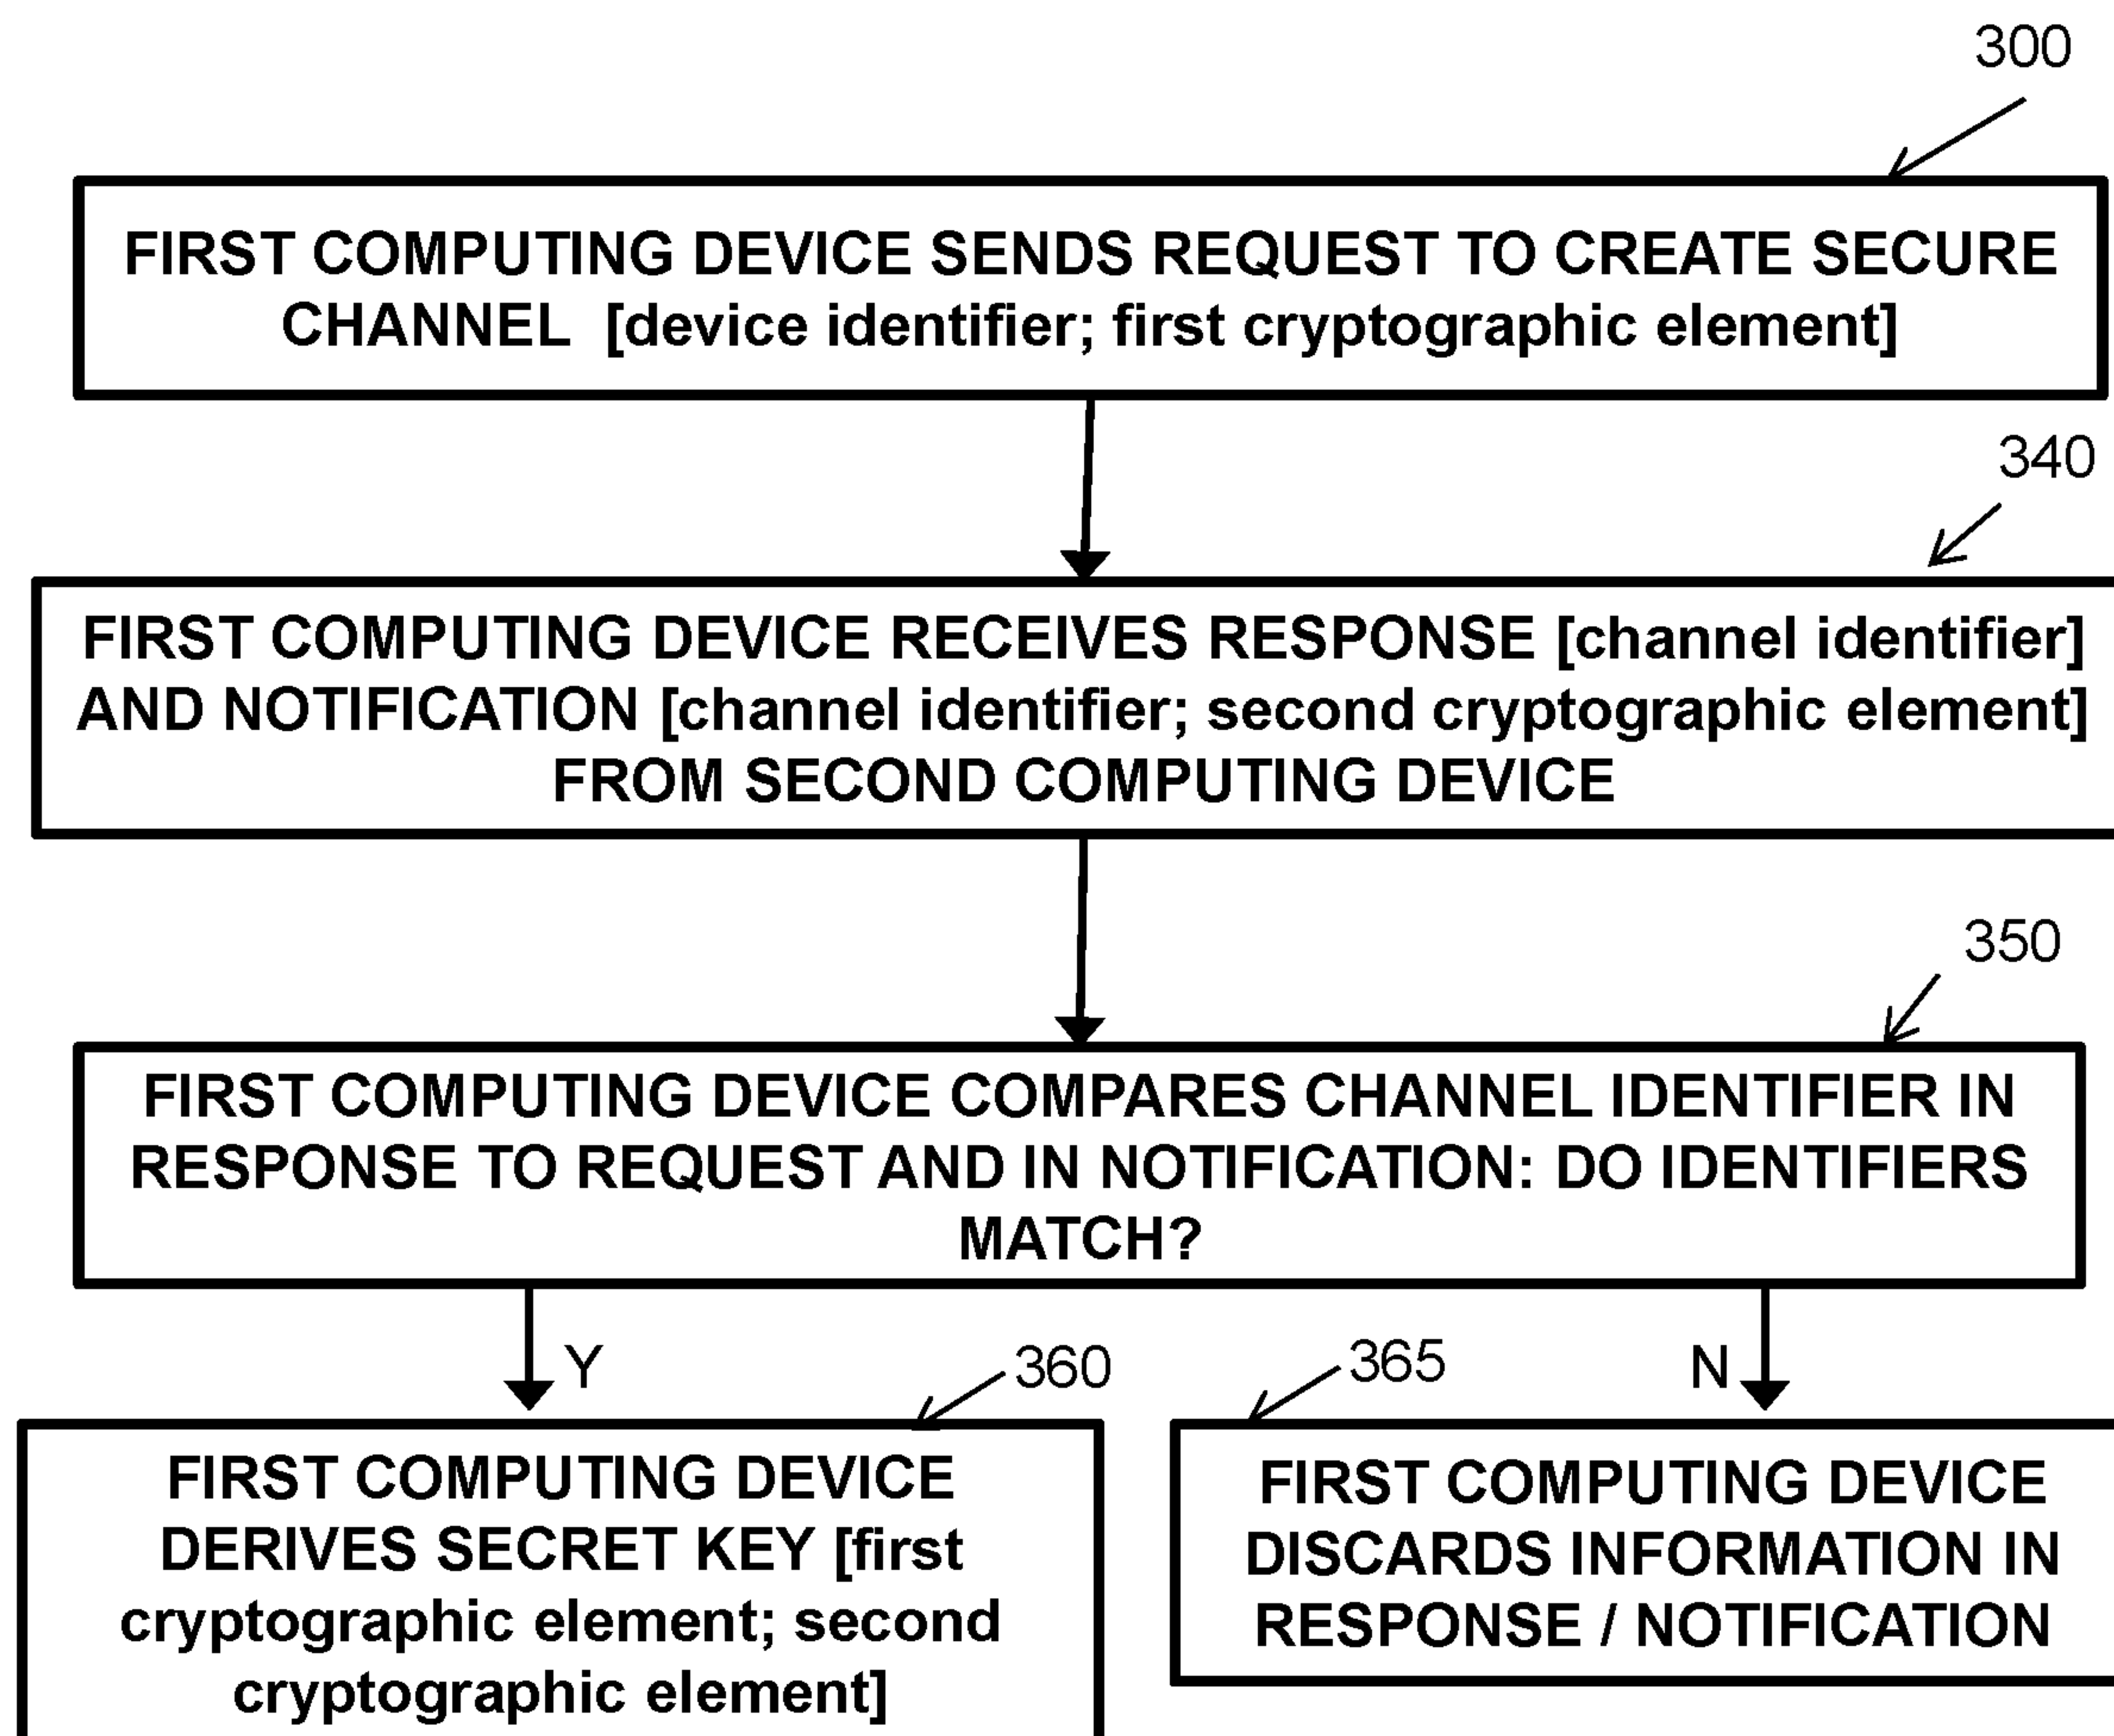 300
FIRST COMPUTING DEVICE SENDS REQUEST TO CREATE SECURE
CHANNEL [device identifier; first cryptographic element]
340
FIRST COMPUTING DEVICE RECEIVES RESPONSE [channel identifier]
AND NOTIFICATION [channel identifier; second cryptographic element]
FROM SECOND COMPUTING DEVICE
350
FIRST COMPUTING DEVICE COMPARES CHANNEL IDENTIFIER IN
RESPONSE TO REQUEST AND IN NOTIFICATION: DO IDENTIFIERS
MATCH?
Y
360
365
N
FIRST COMPUTING DEVICE
DERIVES SECRET KEY [first
cryptographic element; second
cryptographic element]
FIRST COMPUTING DEVICE
DISCARDS INFORMATION IN
RESPONSE / NOTIFICATION